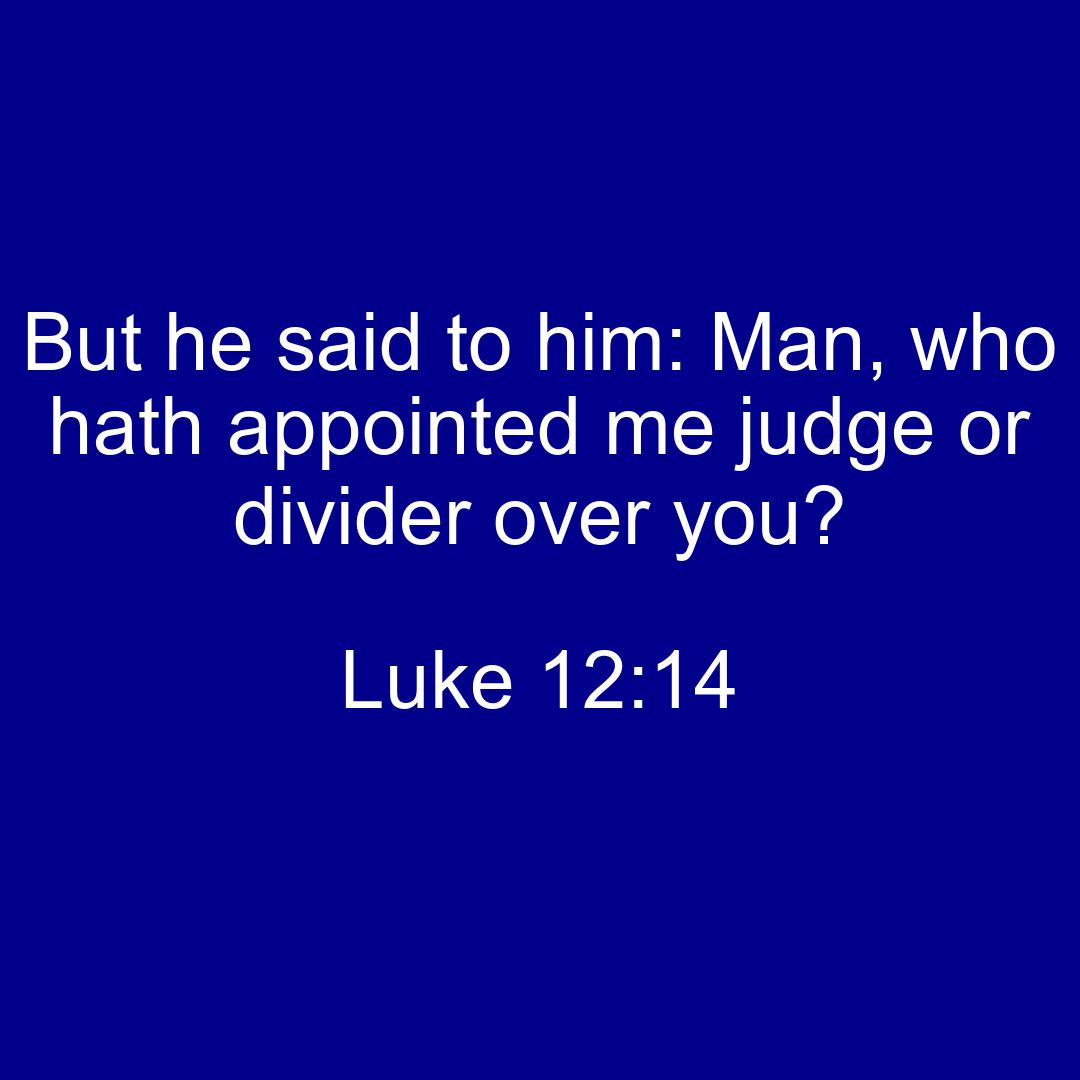 But he said to him: Man, who
hath appointed me judge or
divider over you?
Luke 12:14